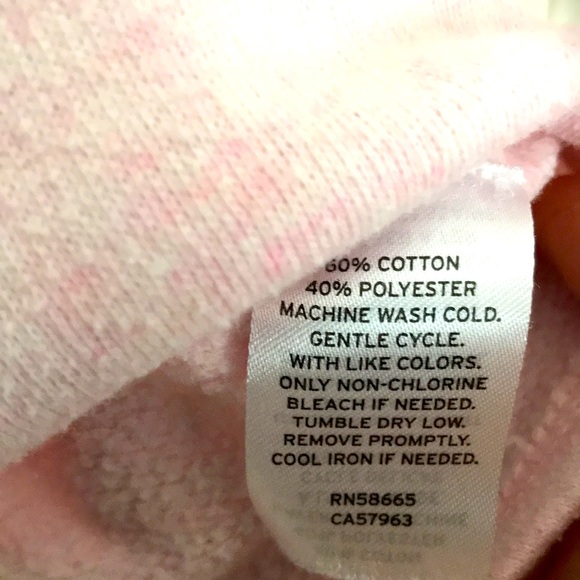 60% COTTON
40% POLYESTER
MACHINE WASH COLD.
GENTLE CYCLE.
WITH LIKE COLORS.
ONLY NON-CHLORINE
BLEACH IF NEEDED.
TUMBLE DRY LOW.
REMOVE PROMPTLY.
COOL IRON IF NEEDED.
RN58665
CA57963